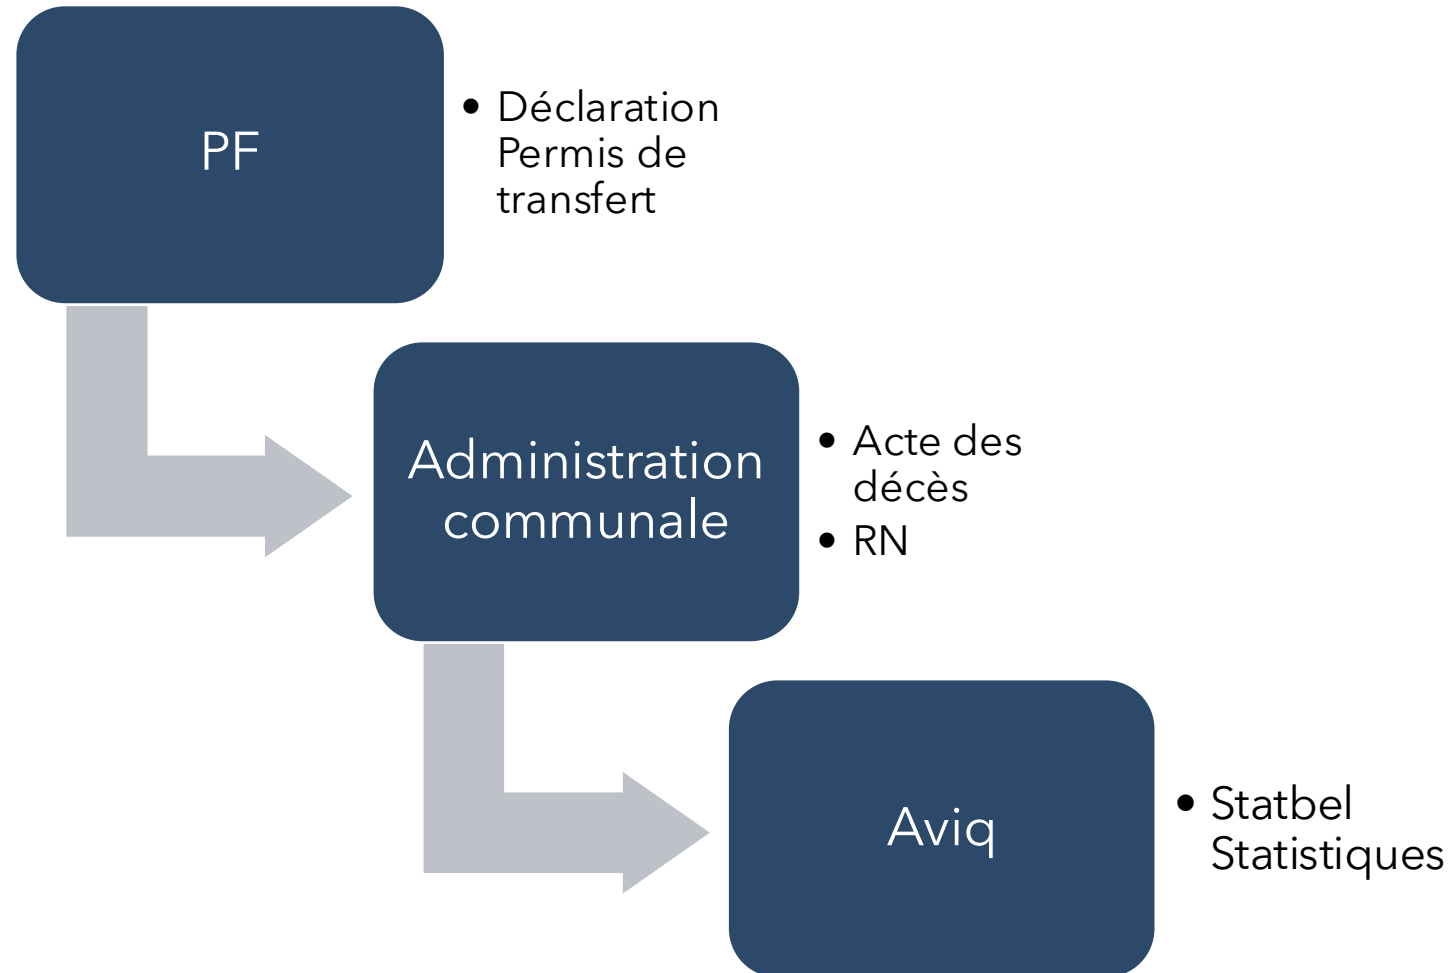 PF
• Déclaration
Permis de
transfert
Administration
communale
• Acte des
décès
• RN
Aviq
• Statbel
Statistiques